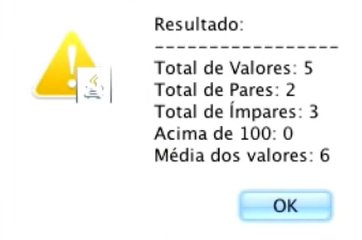 Resultado:
-----------------
Total de Valores: 5
Total de Pares: 2
Total de Ímpares: 3
Acima de 100: 0
Média dos valores: 6
OK